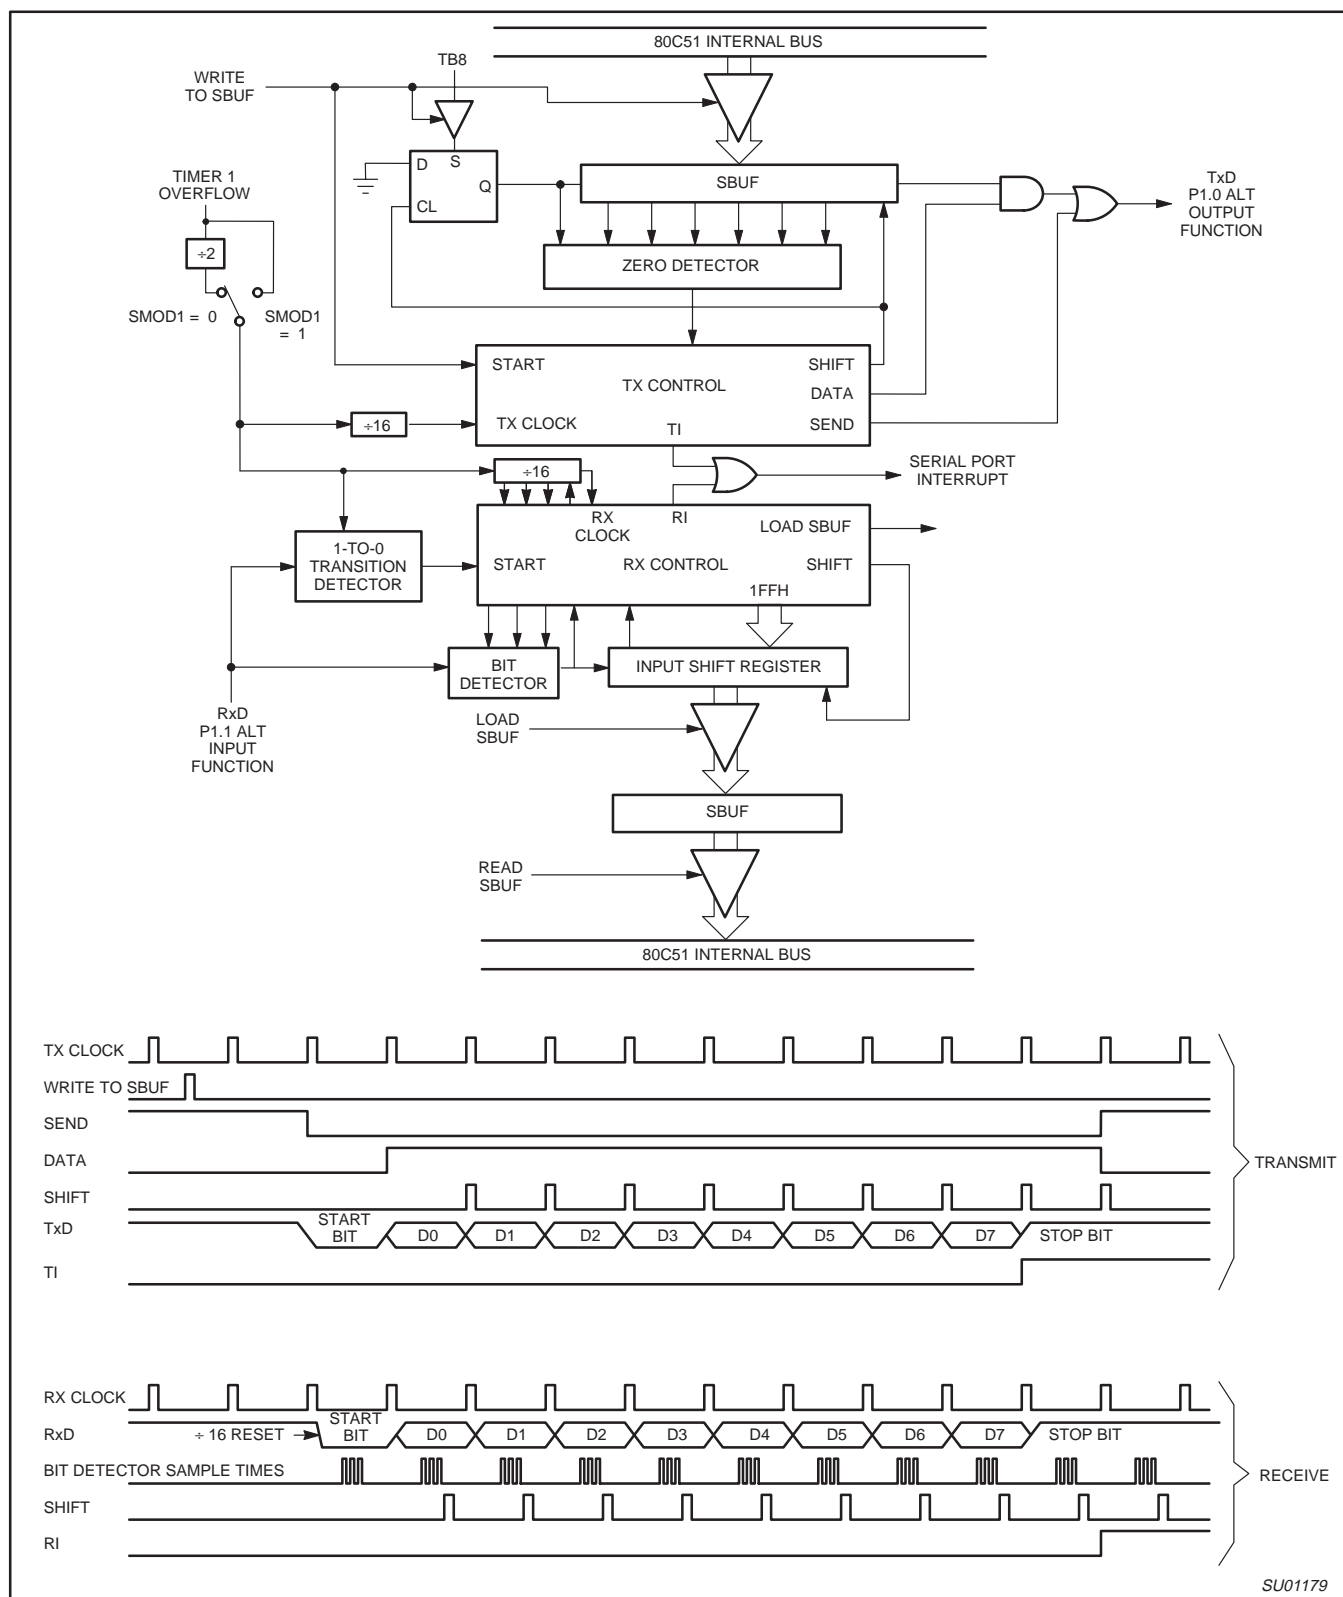 80C51 INTERNAL BUS
TB8
WRITE
TO SBUF
D
S
Q
CL
SBUF
TxD
P1.0 ALT
OUTPUT
FUNCTION
TIMER 1
OVERFLOW
÷2
ZERO DETECTOR
SMOD1 = 0
SMOD1
= 1
START
SHIFT
TX CONTROL
DATA
÷16
TX CLOCK
TI
SEND
÷16
SERIAL PORT
INTERRUPT
RX
CLOCK
RI
LOAD SBUF
1-TO-0
TRANSITION
DETECTOR
START
RX CONTROL
SHIFT
1FFH
BIT
DETECTOR
INPUT SHIFT REGISTER
RxD
P1.1 ALT
INPUT
FUNCTION
LOAD
SBUF
SBUF
READ
SBUF
80C51 INTERNAL BUS
TX CLOCK
WRITE TO SBUF
SEND
DATA
TRANSMIT
SHIFT
TxD
START
BIT
D0 D1 D2 D3 D4 D5 D6 D7 STOP BIT
TI
RX CLOCK
RxD
÷ 16 RESET
START
BIT
D0 D1 D2 D3 D4 D5 D6 D7 STOP BIT
BIT DETECTOR SAMPLE TIMES
RECEIVE
SHIFT
RI
SU01179